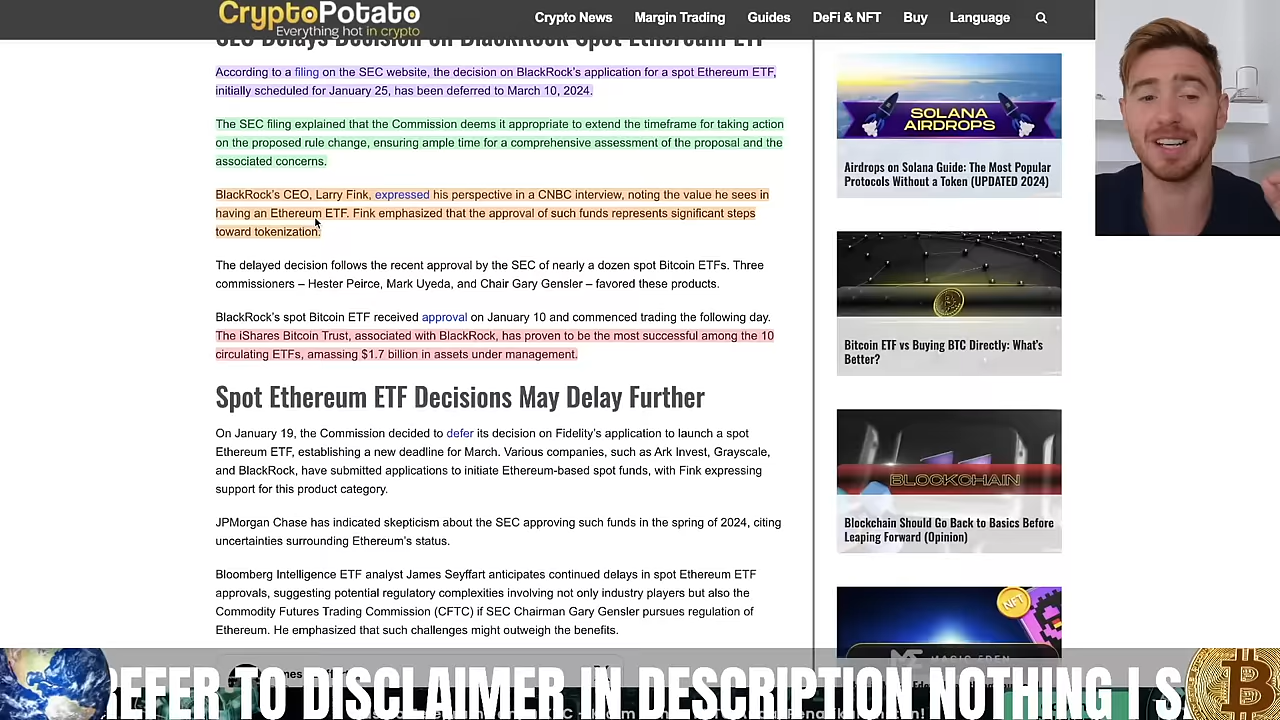 CryptoPotato
Everything hot in crypto
Crypto News
Margin Trading
Guides
DeFi & NFT
Buy
Language
SEC Delays Decision on BlackRock Spot Ethereum ETF
According to a filing on the SEC website, the decision on BlackRock's application for a spot Ethereum ETF,
initially scheduled for January 25, has been deferred to March 10, 2024.
The SEC filing explained that the Commission deems it appropriate to extend the timeframe for taking action
on the proposed rule change, ensuring ample time for a comprehensive assessment of the proposal and the
associated concerns.
BlackRock's CEO, Larry Fink, expressed his perspective in a CNBC interview, noting the value he sees in
having an Ethereum ETF. Fink emphasized that the approval of such funds represents significant steps
toward tokenization.
The delayed decision follows the recent approval by the SEC of nearly a dozen spot Bitcoin ETFs. Three
commissioners – Hester Peirce, Mark Uyeda, and Chair Gary Gensler – favored these products.
BlackRock's spot Bitcoin ETF received approval on January 10 and commenced trading the following day.
The iShares Bitcoin Trust, associated with BlackRock, has proven to be the most successful among the 10
circulating ETFs, amassing $1.7 billion in assets under management.
Spot Ethereum ETF Decisions May Delay Further
On January 19, the Commission decided to defer its decision on Fidelity's application to launch a spot
Ethereum ETF, establishing a new deadline for March. Various companies, such as Ark Invest, Grayscale,
and BlackRock, have submitted applications to initiate Ethereum-based spot funds, with Fink expressing
support for this product category.
JPMorgan Chase has indicated skepticism about the SEC approving such funds in the spring of 2024, citing
uncertainties surrounding Ethereum's status.
Bloomberg Intelligence ETF analyst James Seyffart anticipates continued delays in spot Ethereum ETF
approvals, suggesting potential regulatory complexities involving not only industry players but also the
Commodity Futures Trading Commission (CFTC) if SEC Chairman Gary Gensler pursues regulation of
Ethereum. He emphasized that such challenges might outweigh the benefits.
SOLANA
AIRDROPS
Airdrops on Solana Guide: The Most Popular
Protocols Without a Token (UPDATED 2024)
Bitcoin ETF vs Buying BTC Directly: What's
Better?
BLOCKCHAIN
Blockchain Should Go Back to Basics Before
Leaping Forward (Opinion)
NFT
MAGIC EDEN
REFER TO DISCLAIMER IN DESCRIPTION NOTHING I S